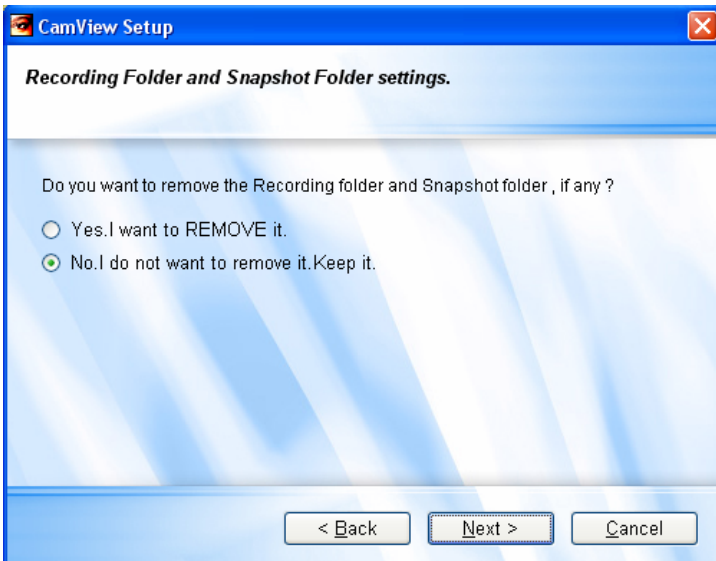 CamView Setup
Recording Folder and Snapshot Folder settings.
Do you want to remove the Recording folder and Snapshot folder , if any ?
Yes.I want to REMOVE it.
No.I do not want to remove it.Keep it.
< Back
Next >
Cancel